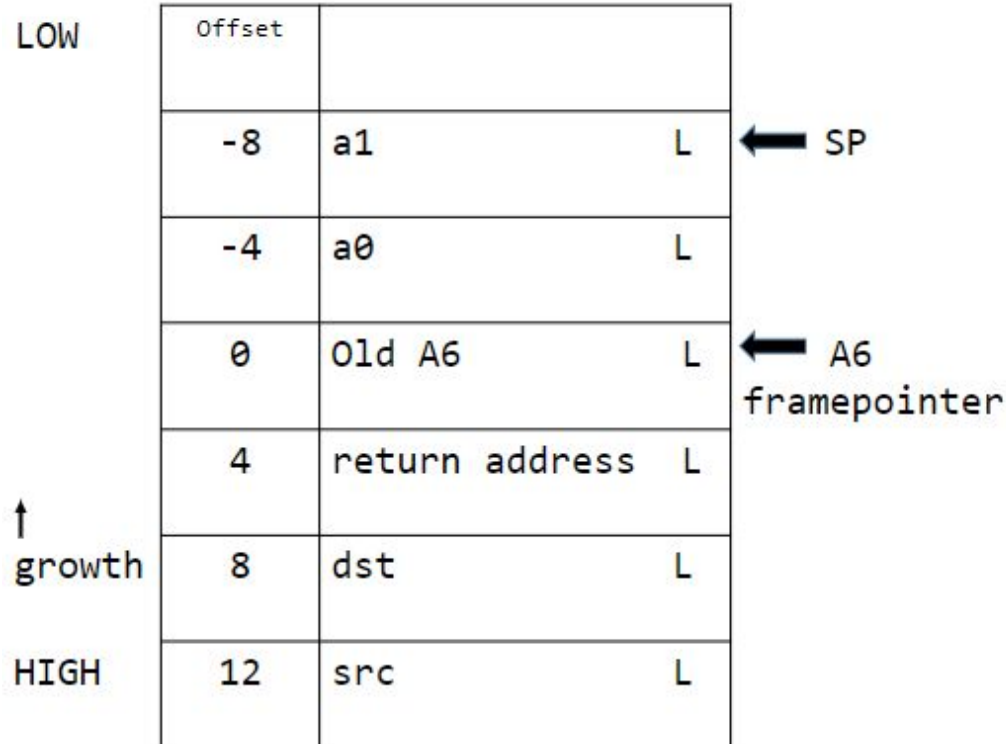 LOW Offset
-8 a1 L SP
-4 a0 L
0 Old A6 L A6
framepointer
4 return address L
growth 8 dst L
HIGH 12 src L